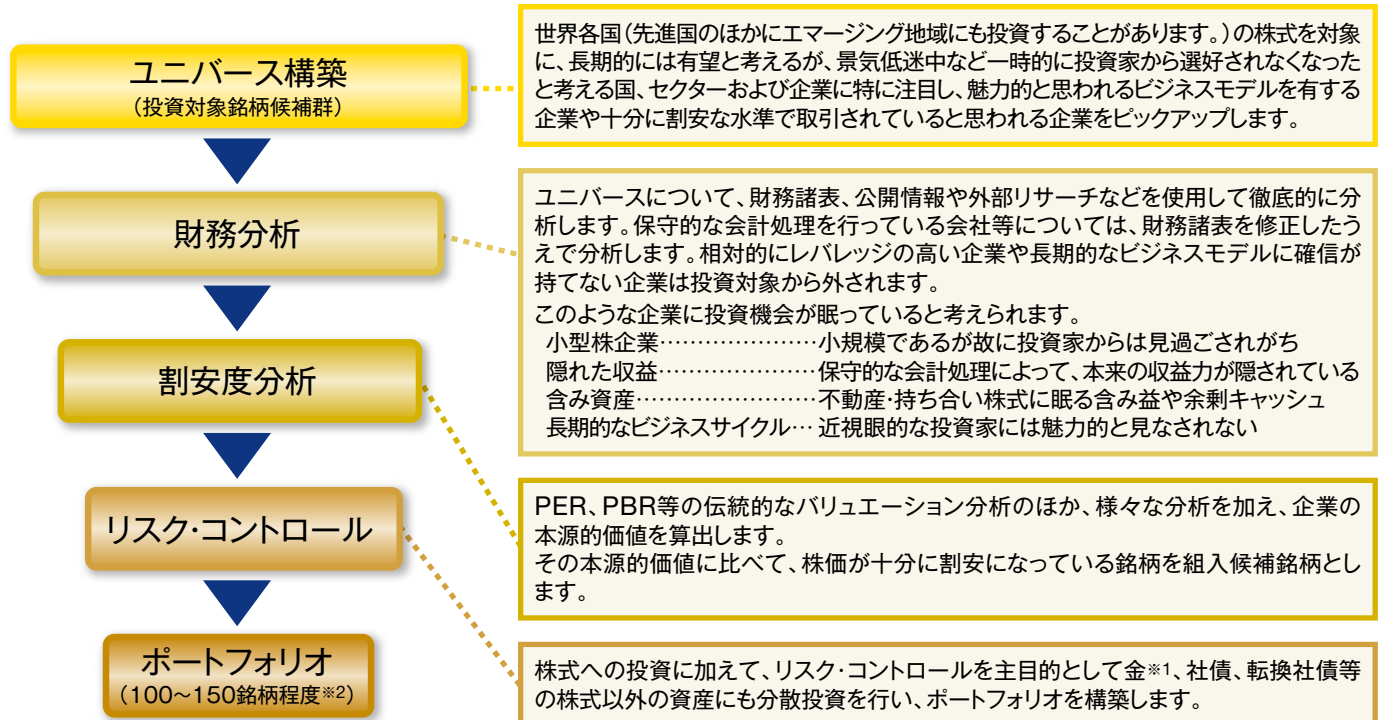 ユニバース構築
（投資対象銘柄候補群）
世界各国（先進国のほかにエマージング地域にも投資することがあります。）の株式を対象
に、長期的には有望と考えるが、景気低迷中など一時的に投資家から選好されなくなった
と考える国、セクターおよび企業に特に注目し、魅力的と思われるビジネスモデルを有する
企業や十分に割安な水準で取引されていると思われる企業をピックアップします。
財務分析
ユニバースについて、財務諸表、公開情報や外部リサーチなどを使用して徹底的に分
析します。保守的な会計処理を行っている会社等については、財務諸表を修正したう
えで分析します。相対的にレバレッジの高い企業や長期的なビジネスモデルに確信が
持てない企業は投資対象から外されます。
このような企業に投資機会が眠っていると考えられます。
小型株企業…………………小規模であるが故に投資家からは見過ごされがち
隠れた収益…………………保守的な会計処理によって、本来の収益力が隠されている
含み資産……………………不動産・持ち合い株式に眠る含み益や余剰キャッシュ
長期的なビジネスサイクル…近視眼的な投資家には魅力的と見なされない
割安度分析
PER、PBR等の伝統的なバリュエーション分析のほか、様々な分析を加え、企業の
本源的価値を算出します。
その本源的価値に比べて、株価が十分に割安になっている銘柄を組入候補銘柄とし
ます。
リスク・コントロール
株式への投資に加えて、リスク・コントロールを主目的として金※1、社債、転換社債等
の株式以外の資産にも分散投資を行い、ポートフォリオを構築します。
ポートフォリオ
（100〜150銘柄程度※2）